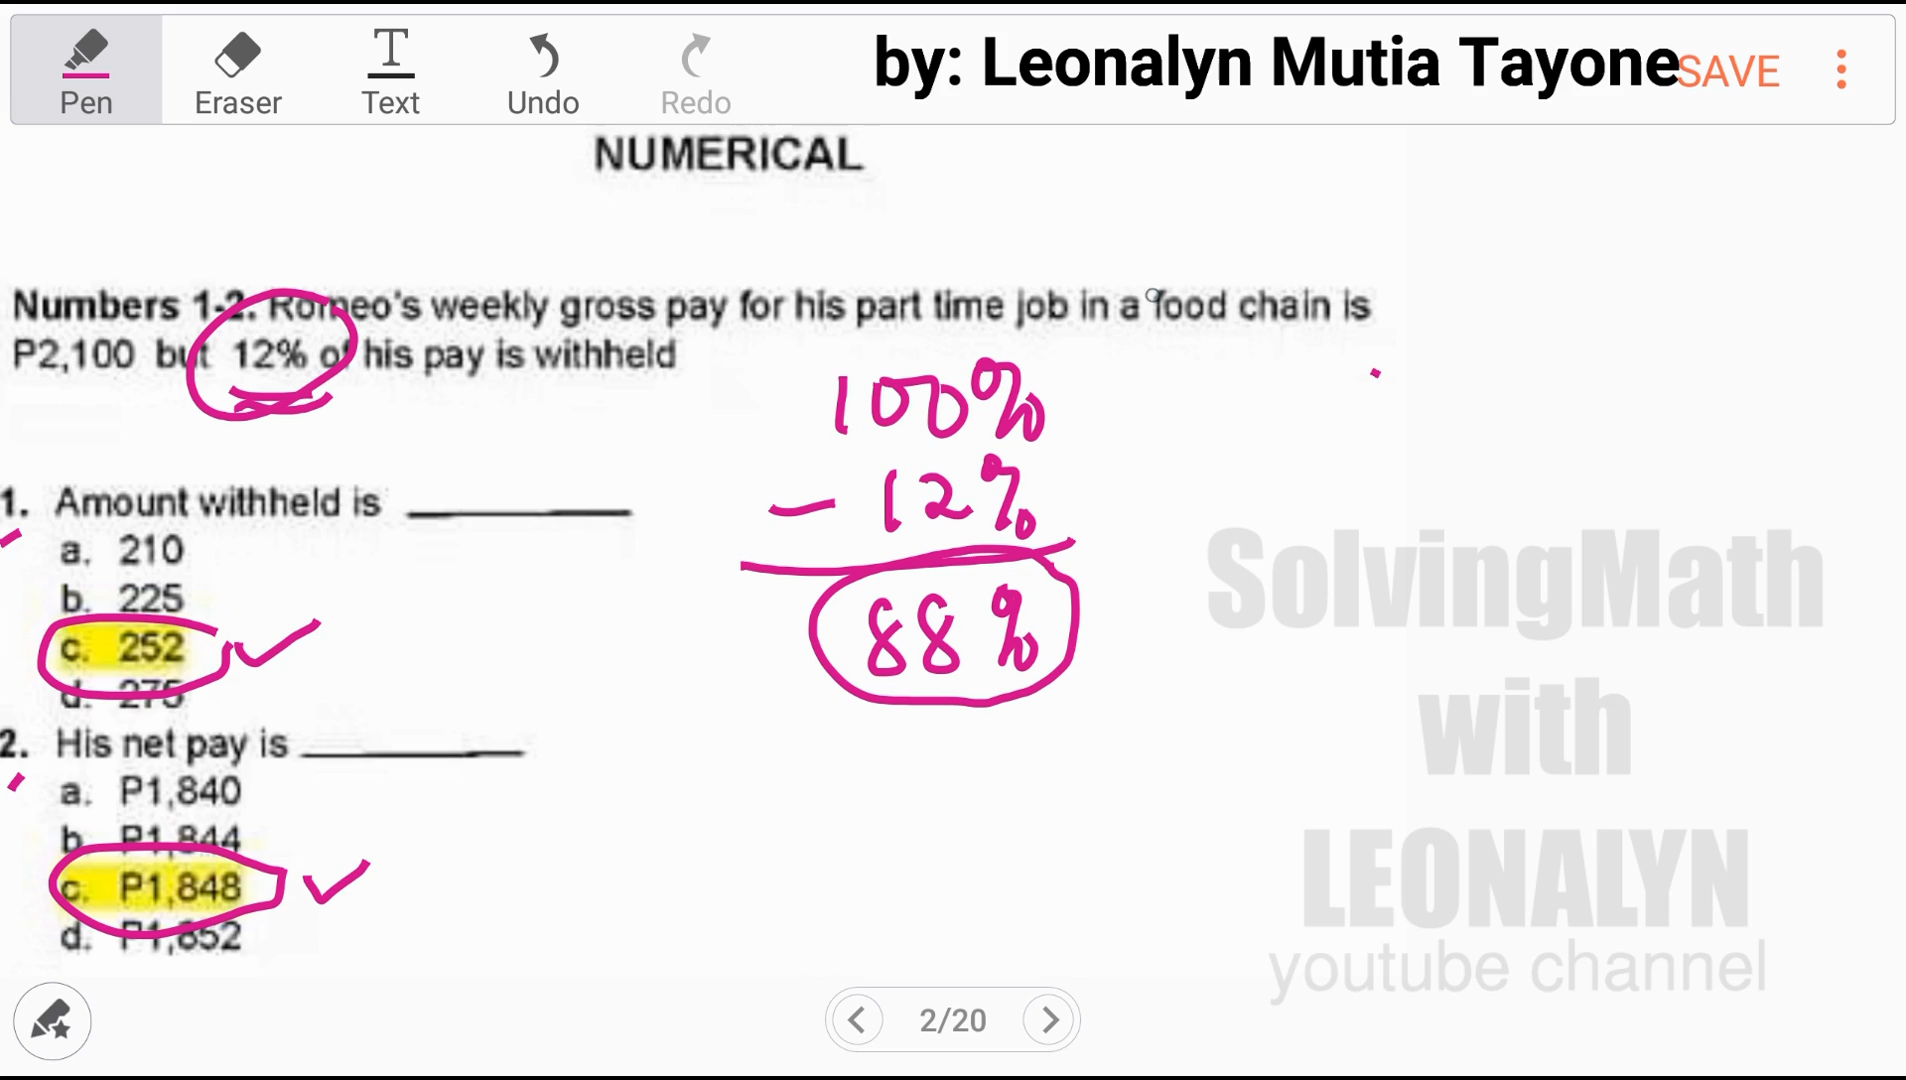 Pen
Eraser
T
Text
Undo
Redo
by: Leonalyn Mutia Tayone
SAVE
NUMERICAL
Numbers 1-2. Romeo's weekly gross pay for his part time job in a food chain is
P2,100 but 12% of his pay is withheld
100%
- 12%
88%
1. Amount withheld is __________
a. 210
b. 225
c. 252
d. 275
2. His net pay is __________
a. P1,840
b. P1,844
c. P1,848
d. P1,852
SolvingMath
with
LEONALYN
youtube channel
2/20